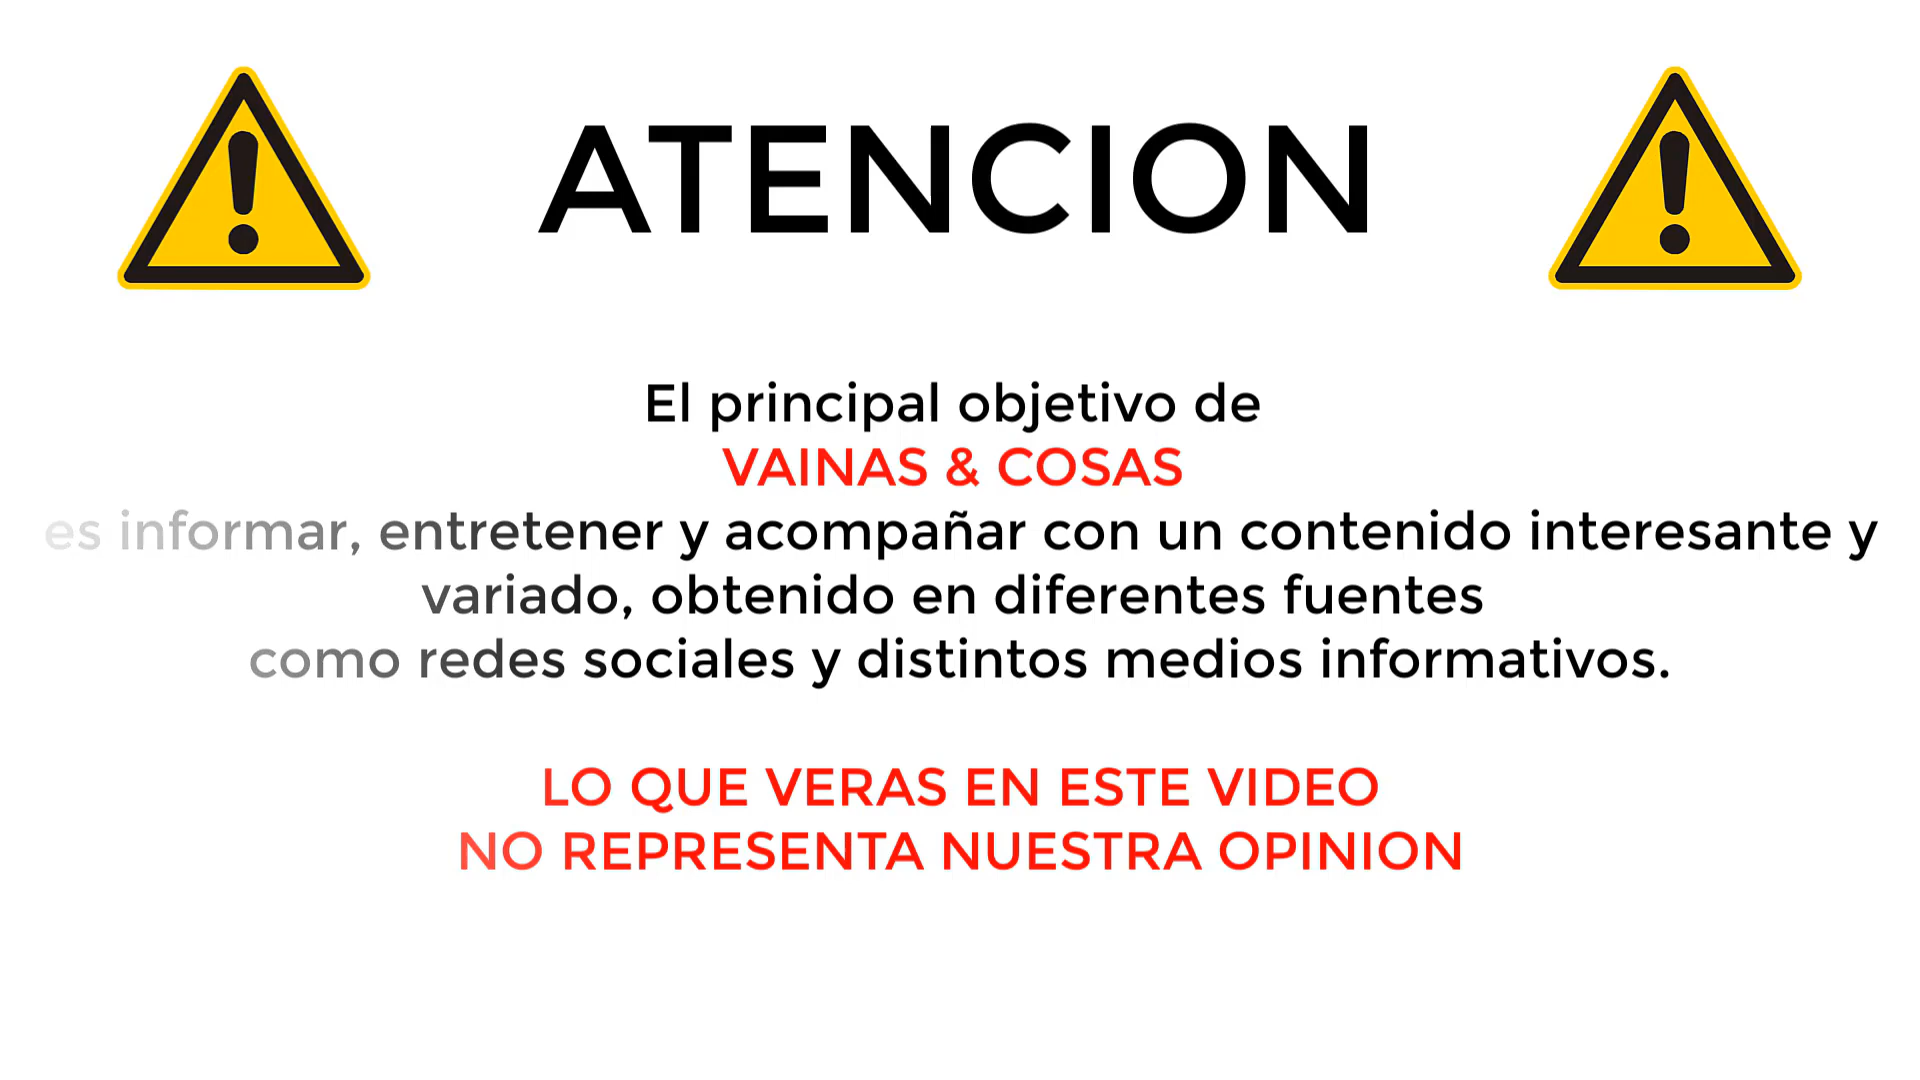 ATENCION
El principal objetivo de
VAINAS & COSAS
es informar, entretener y acompañar con un contenido interesante y
variado, obtenido en diferentes fuentes
como redes sociales y distintos medios informativos.
LO QUE VERAS EN ESTE VIDEO
NO REPRESENTA NUESTRA OPINION